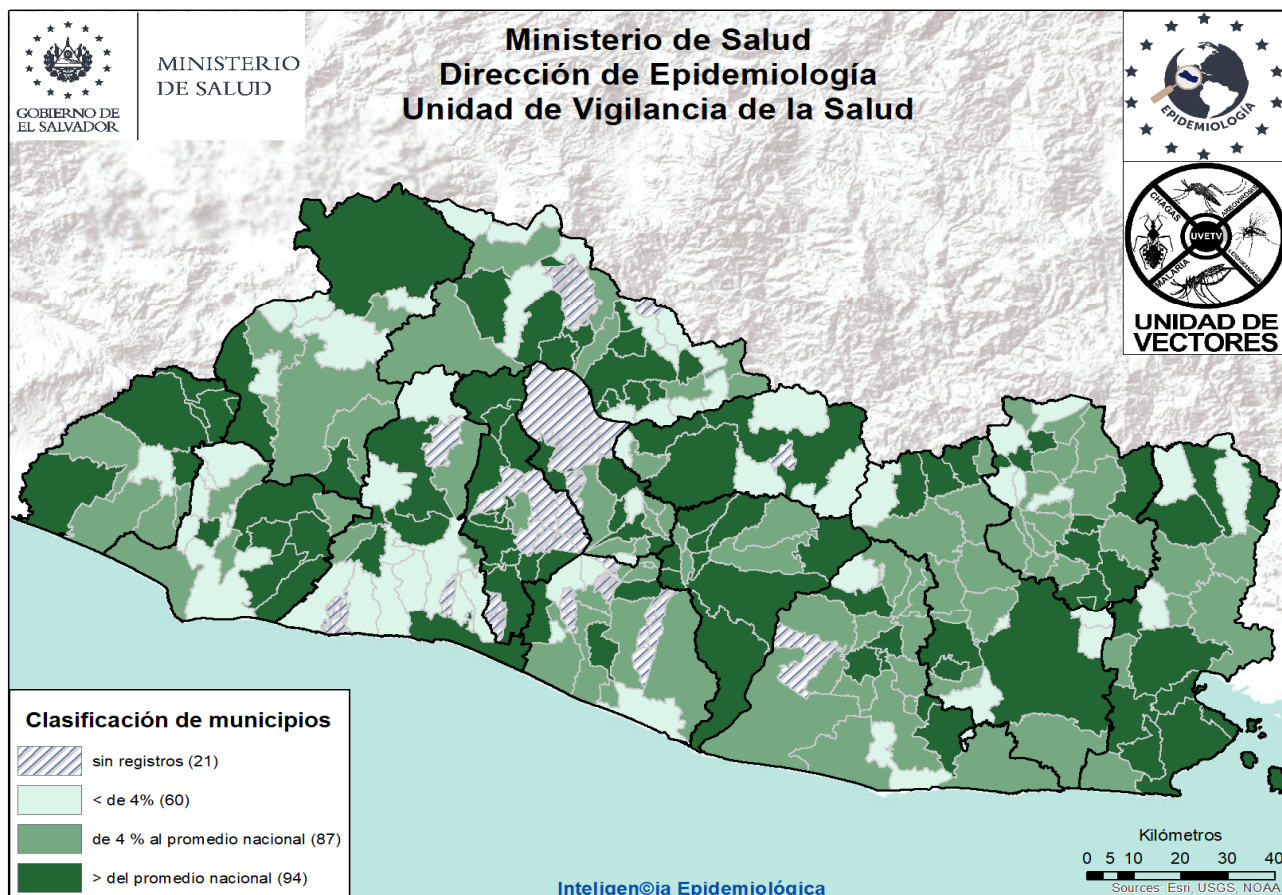 Ministerio de Salud
Dirección de Epidemiología
Unidad de Vigilancia de la Salud
GOBIERNO DE
EL SALVADOR
MINISTERIO
DE SALUD
EPIDEMIOLOGÍA
CHAGAS
ARBOVIROSIS
UVETV
MALARIA
LEISHMANIASIS
UNIDAD DE
VECTORES
Clasificación de municipios
sin registros (21)
< de 4% (60)
de 4 % al promedio nacional (87)
> del promedio nacional (94)
Inteligen©ia Epidemiológica
Kilómetros
0 5 10 20 30 40
Sources: Esri, USGS, NOAA